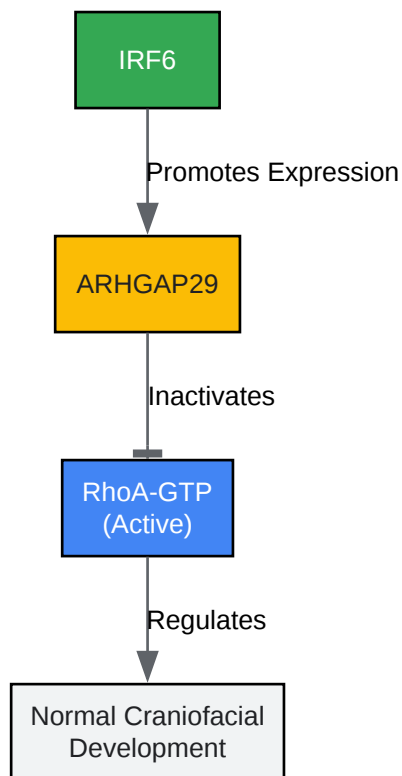 IRF6
Promotes Expression
ARHGAP29
Inactivates
RhoA-GTP
(Active)
Regulates
Normal Craniofacial
Development